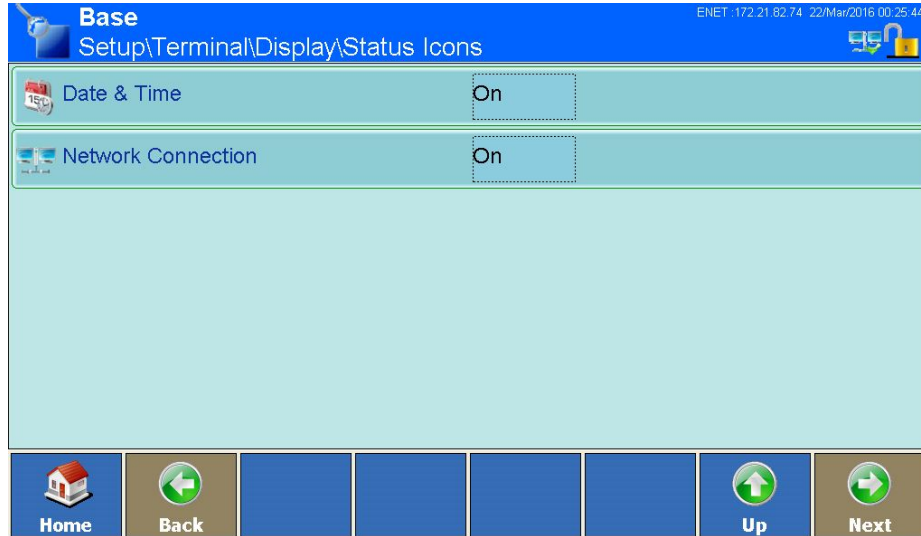 Base
ENET :172.21.82.74 22/Mar/2016 00:25:44
Setup\Terminal\Display\Status Icons
Date & Time On
Network Connection On
Home Back Up Next